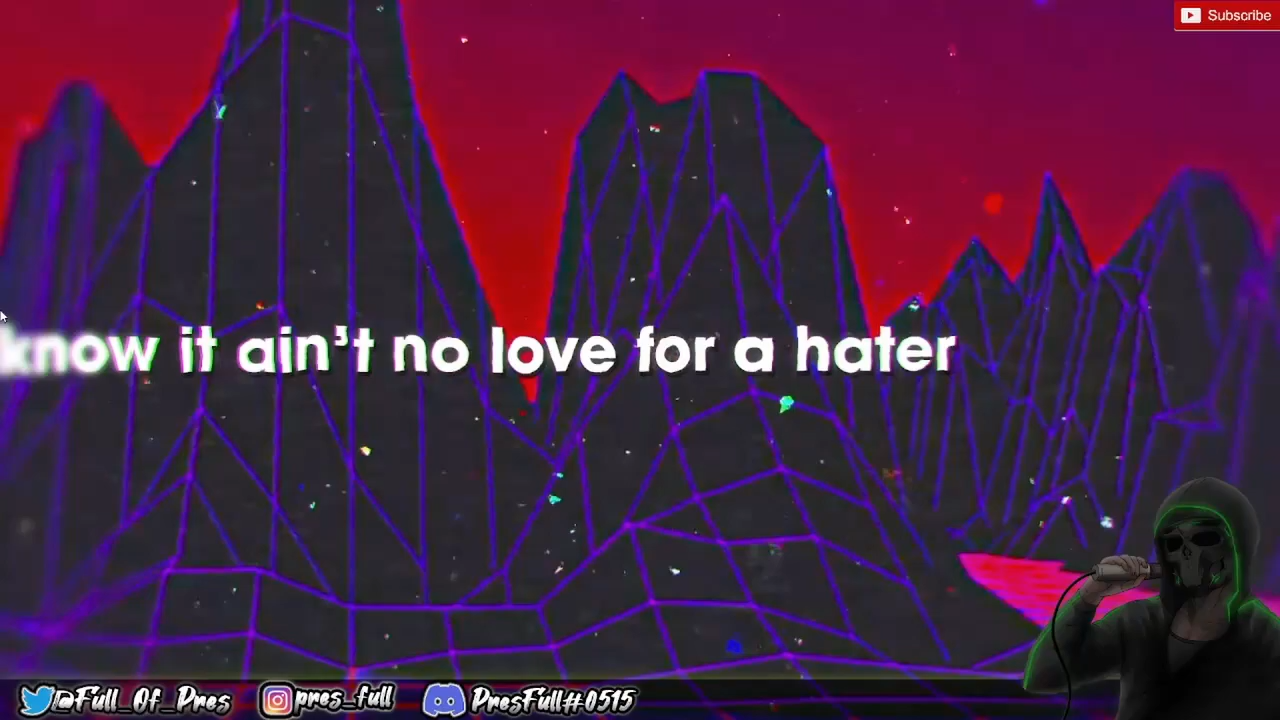 Subscribe
know it ain't no love for a hater
@Full_Of_Pres pres_full PresFull#0515